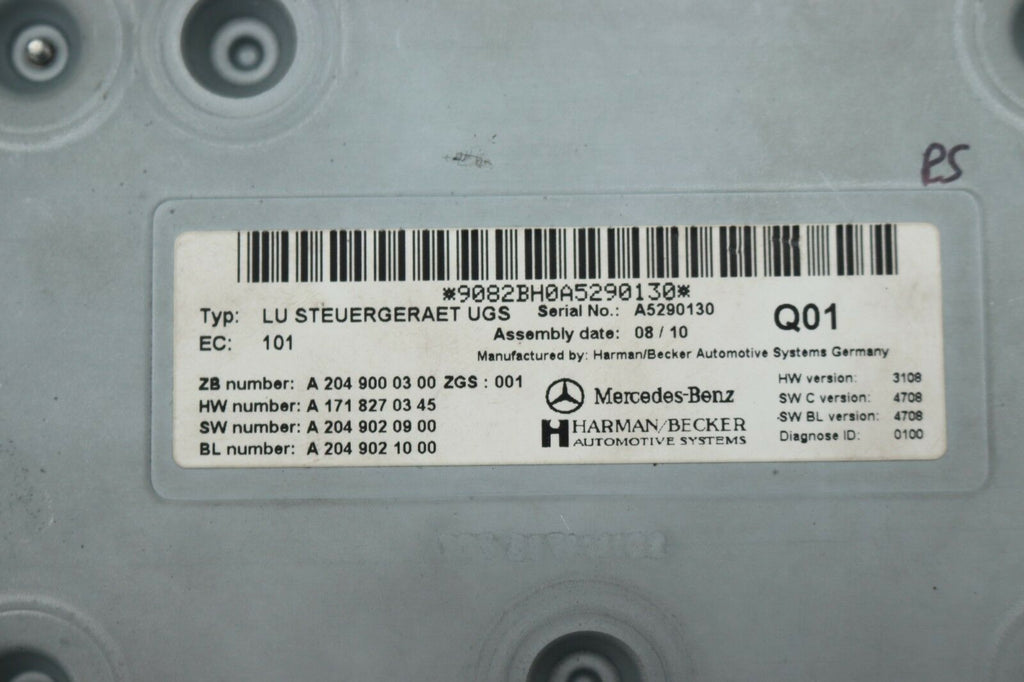 PS
*9082BH0A5290130*
Typ: LU STEUERGERAET UGS
Serial No.: A5290130
Q01
Assembly date: 08 / 10
EC: 101
Manufactured by: Harman/Becker Automotive Systems Germany
ZB number: A 204 900 03 00 ZGS : 001
HW number: A 171 827 03 45
SW number: A 204 902 09 00
BL number: A 204 902 10 00
Mercedes-Benz
HARMAN/BECKER
AUTOMOTIVE SYSTEMS
HW version: 3108
SW C version: 4708
SW BL version: 4708
Diagnose ID: 0100